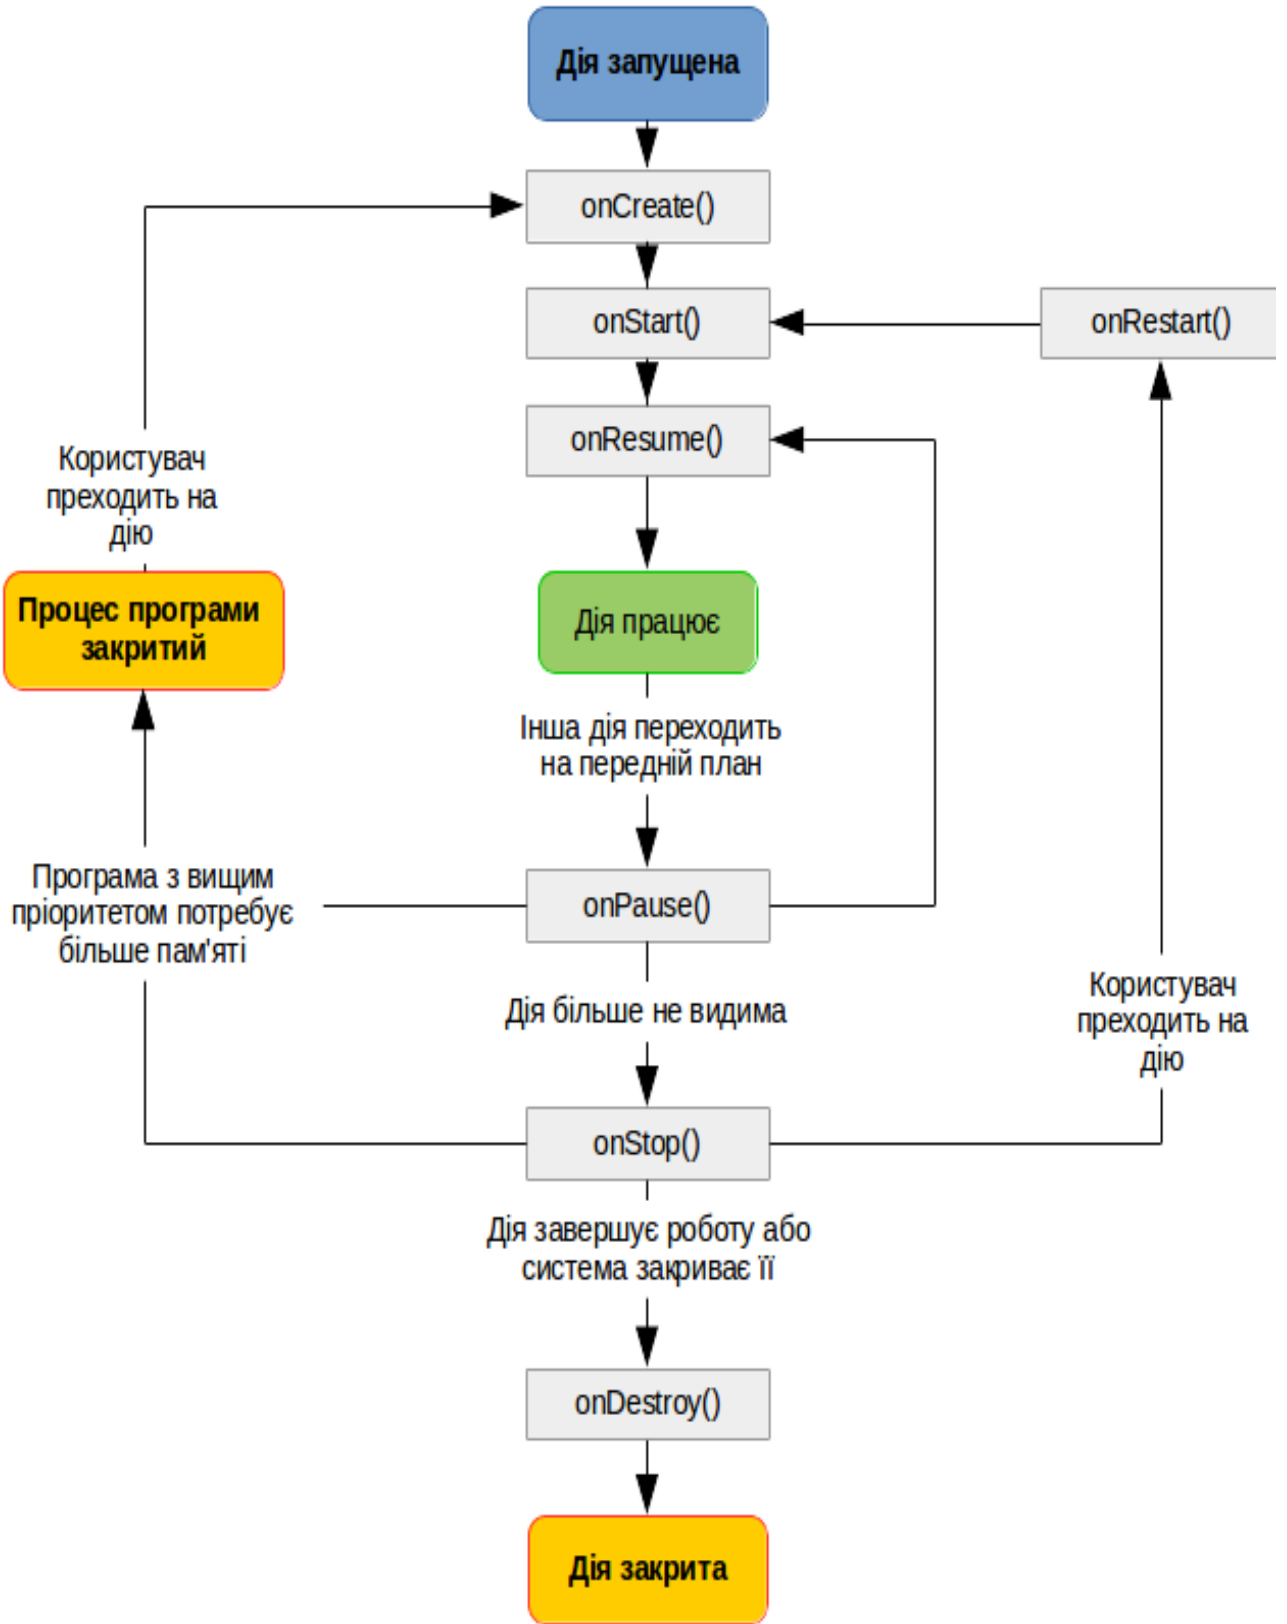 Дія запущена
onCreate()
onStart()
onRestart()
onResume()
Користувач
преходить на
дію
Процес програми
закритий
Дія працює
Інша дія переходить
на передній план
Програма з вищим
пріоритетом потребує
більше пам'яті
onPause()
Дія більше не видима
Користувач
преходить на
дію
onStop()
Дія завершує роботу або
система закриває її
onDestroy()
Дія закрита